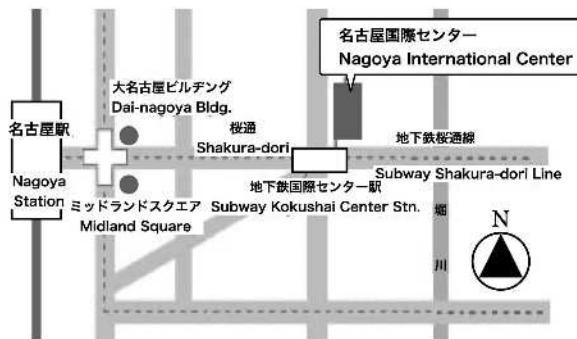 名古屋国際センター
Nagoya International Center
大名古屋ビルヂング
Dai-nagoya Bldg.
名古屋駅
Nagoya
Station
桜通
Shakura-dori
地下鉄桜通線
Subway Shakura-dori Line
地下鉄国際センター駅
Subway Kokushai Center Stn.
ミッドランドスクエア
Midland Square
堀
川
N